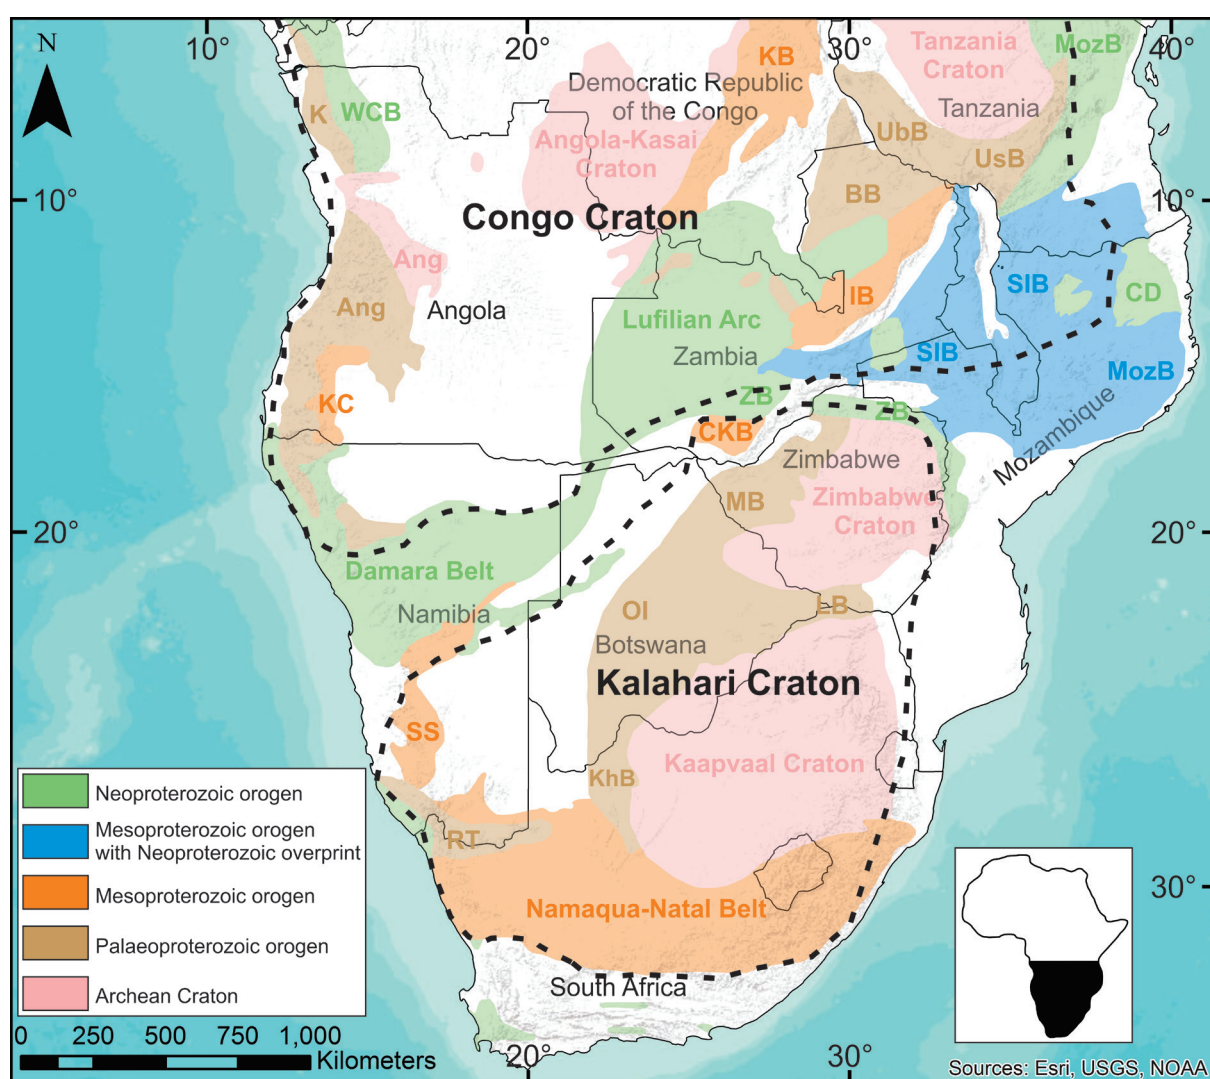 N
10°
20°
30°
40°
KB
Tanzania
Craton
MozB
Democratic Republic
of the Congo
K
WCB
Tanzania
Angola-Kasai
Craton
UbB
UsB
10°
BB
10°
Congo Craton
Ang
Ang
Angola
IB
SIB
CD
Lufilian Arc
Zambia
SIB
MozB
KC
ZB
ZB
CKB
Mozambique
Zimbabwe
MB
Zimbabwe
Craton
20°
20°
Damara Belt
Namibia
OI
LB
Botswana
Kalahari Craton
SS
Kaapvaal Craton
KhB
RT
30°
Namaqua-Natal Belt
South Africa
Neoproterozoic orogen
Mesoproterozoic orogen
with Neoproterozoic overprint
Mesoproterozoic orogen
Palaeoproterozoic orogen
Archean Craton
0 250 500 750 1,000
Kilometers
20°
30°
Sources: Esri, USGS, NOAA